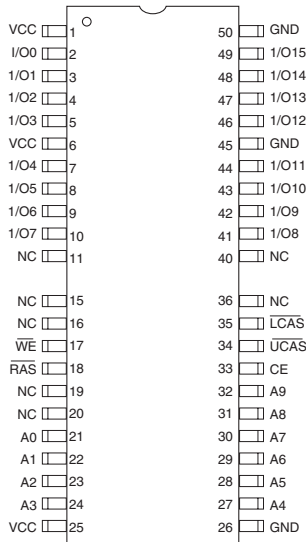 VCC 1 50 GND
I/O0 2 49 1/O15
1/O1 3 48 1/O14
1/O2 4 47 1/O13
1/O3 5 46 1/O12
VCC 6 45 GND
1/O4 7 44 1/O11
1/O5 8 43 1/O10
1/O6 9 42 1/O9
1/O7 10 41 1/O8
NC 11 40 NC
NC 15 36 NC
NC 16 35 L̅C̅A̅S̅
W̅E̅ 17 34 U̅C̅A̅S̅
R̅A̅S̅ 18 33 CE
NC 19 32 A9
NC 20 31 A8
A0 21 30 A7
A1 22 29 A6
A2 23 28 A5
A3 24 27 A4
VCC 25 26 GND